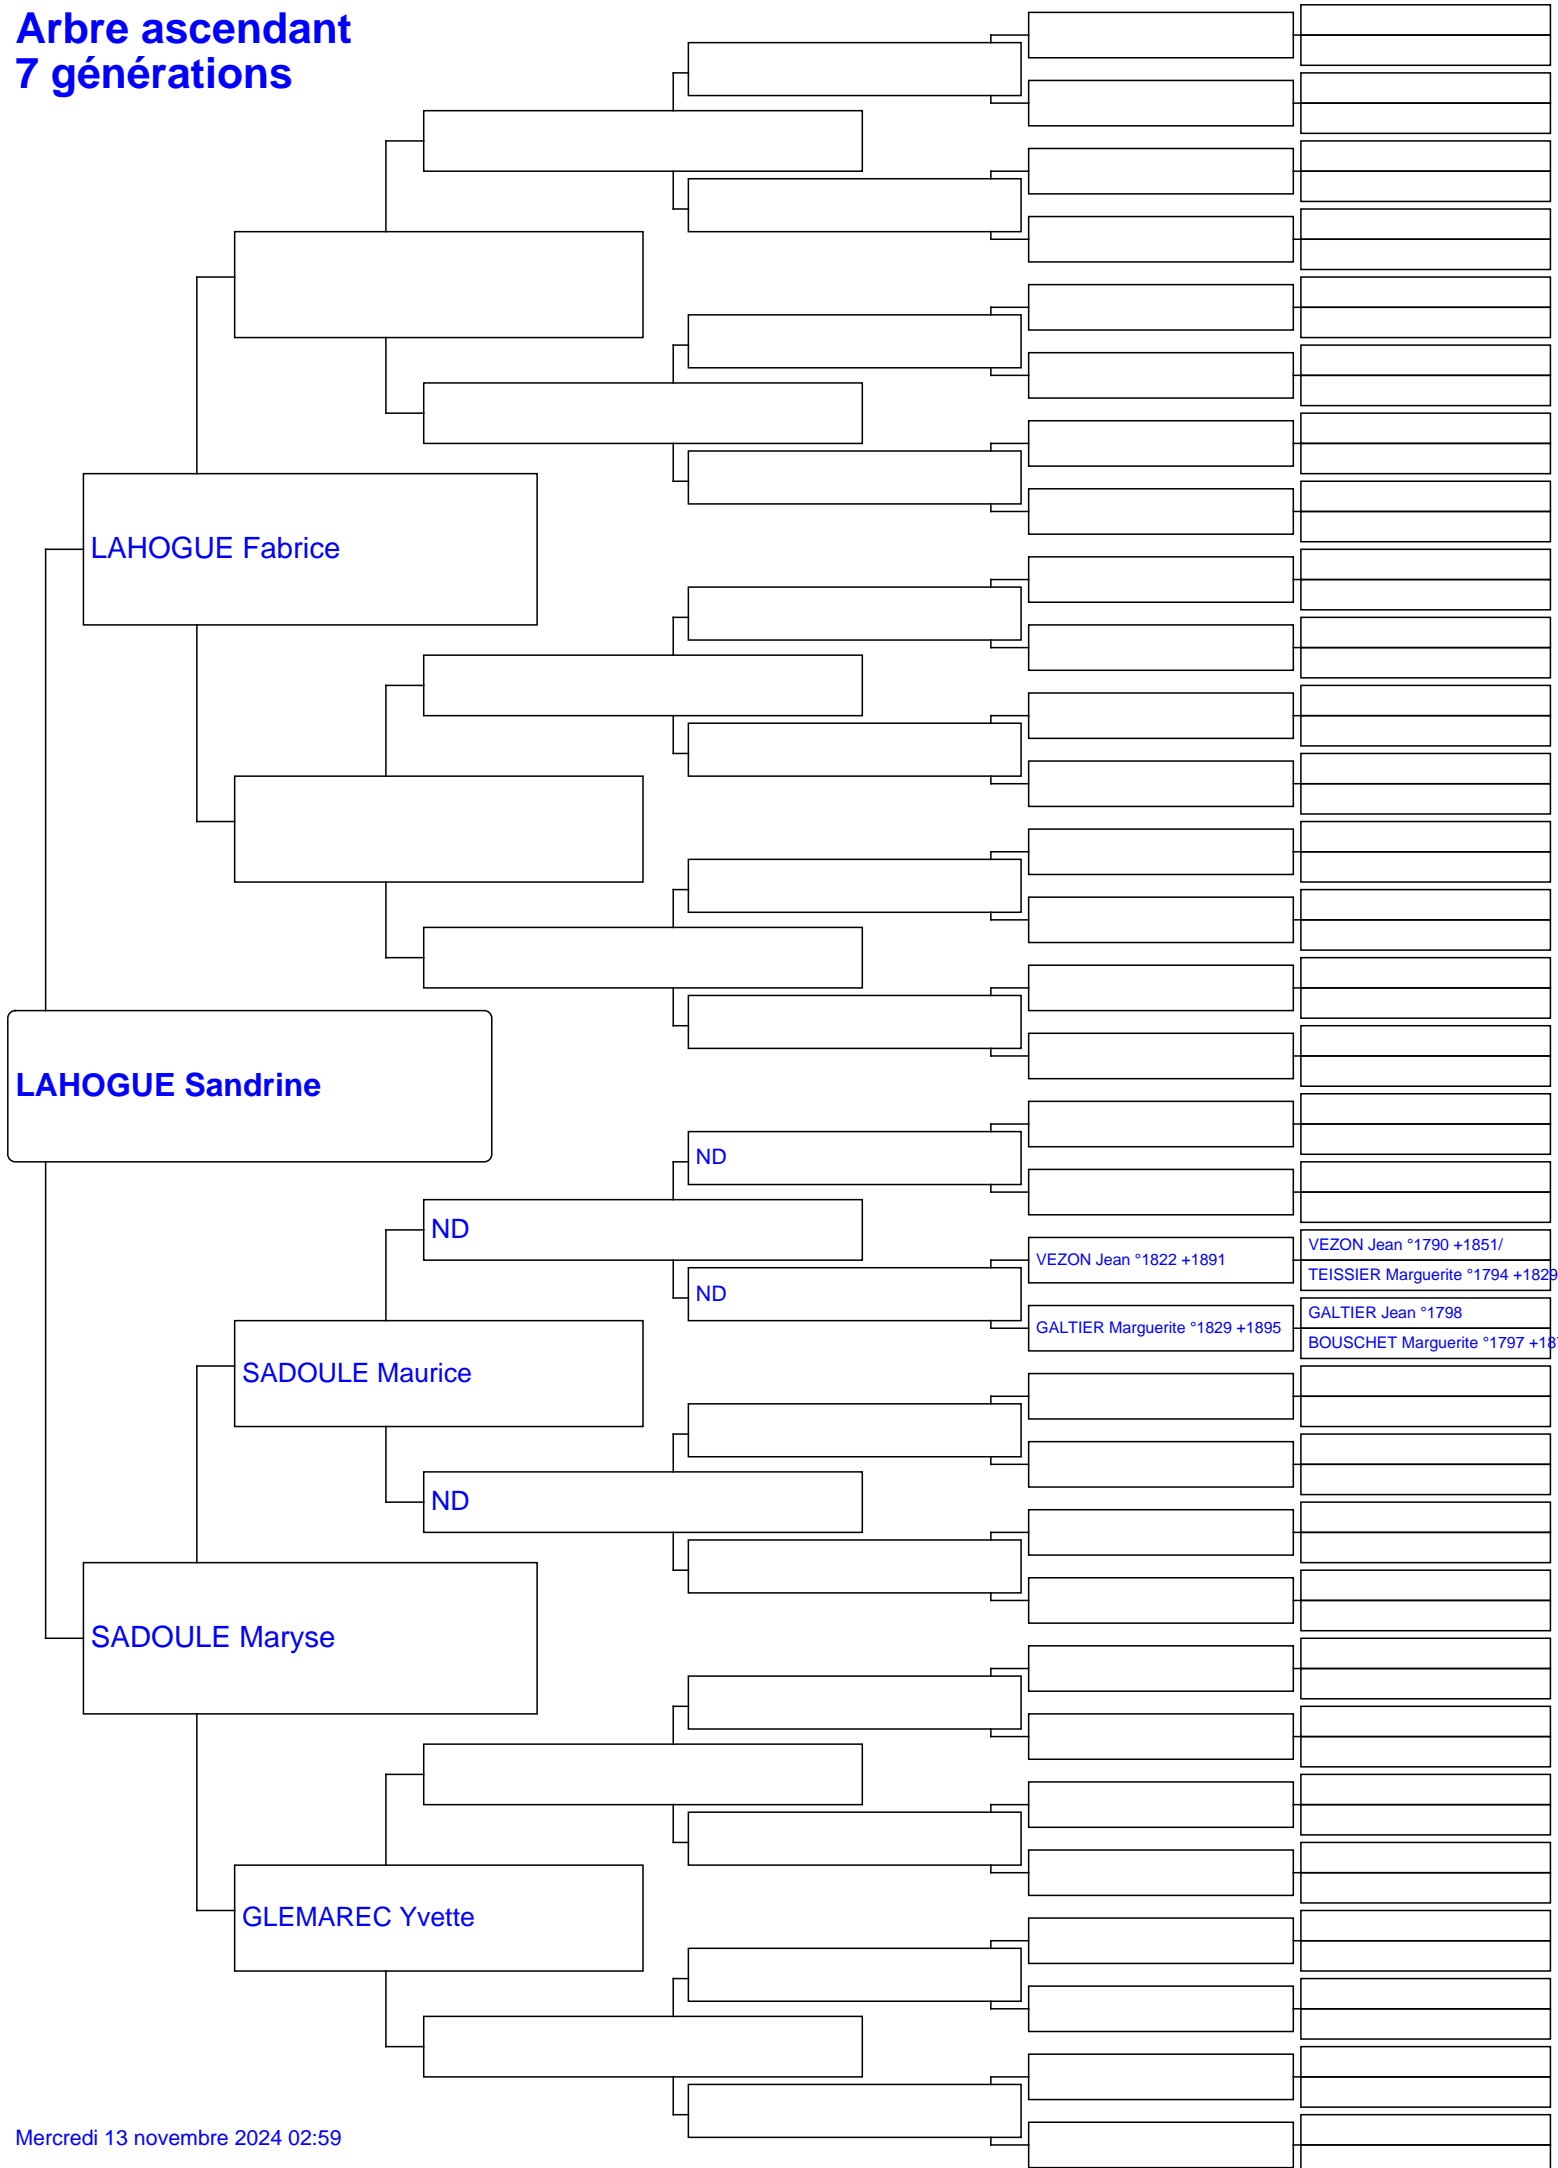 Arbre ascendant
7 générations
LAHOGUE Fabrice
LAHOGUE Sandrine
ND
ND
ND
VEZON Jean °1822 +1891
VEZON Jean °1790 +1851/
TEISSIER Marguerite °1794 +1829
GALTIER Marguerite °1829 +1895
GALTIER Jean °1798
BOUSCHET Marguerite °1797
SADOULE Maurice
ND
SADOULE Maryse
GLEMAREC Yvette
Mercredi 13 novembre 2024 02:59